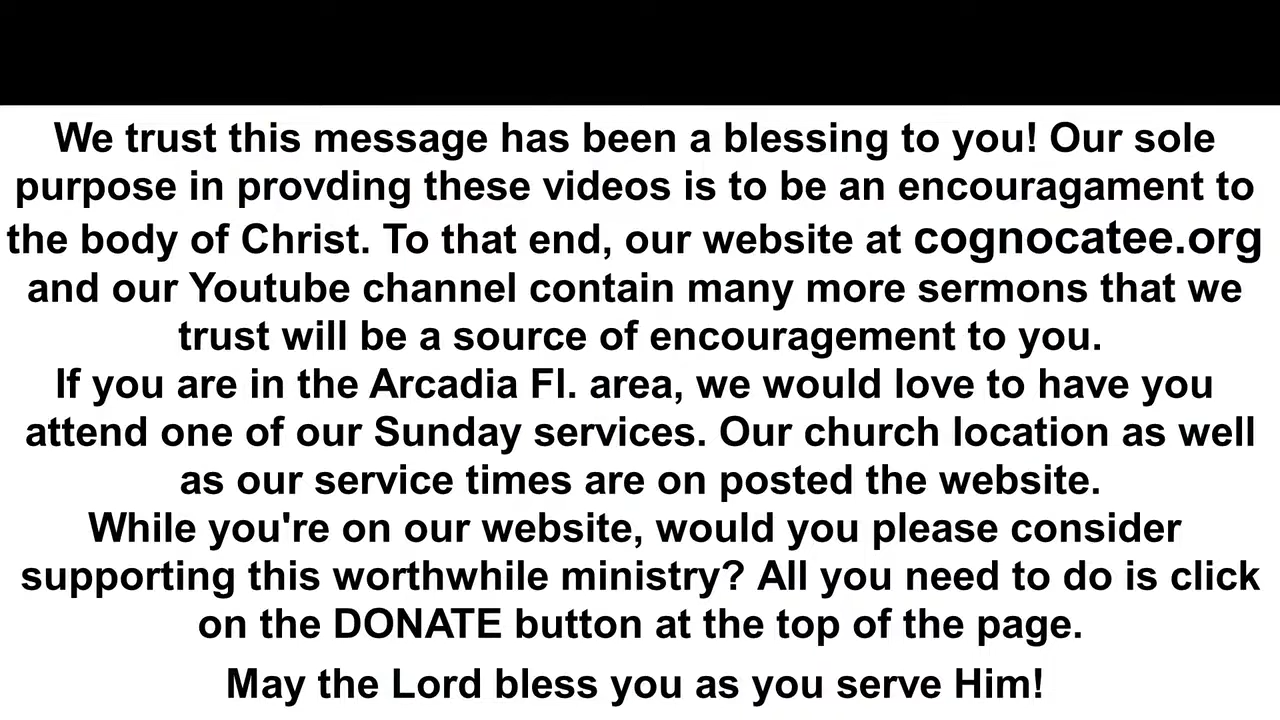 We trust this message has been a blessing to you! Our sole
purpose in provding these videos is to be an encouragament to
the body of Christ. To that end, our website at cognocatee.org
and our Youtube channel contain many more sermons that we
trust will be a source of encouragement to you.
If you are in the Arcadia Fl. area, we would love to have you
attend one of our Sunday services. Our church location as well
as our service times are on posted the website.
While you're on our website, would you please consider
supporting this worthwhile ministry? All you need to do is click
on the DONATE button at the top of the page.
May the Lord bless you as you serve Him!